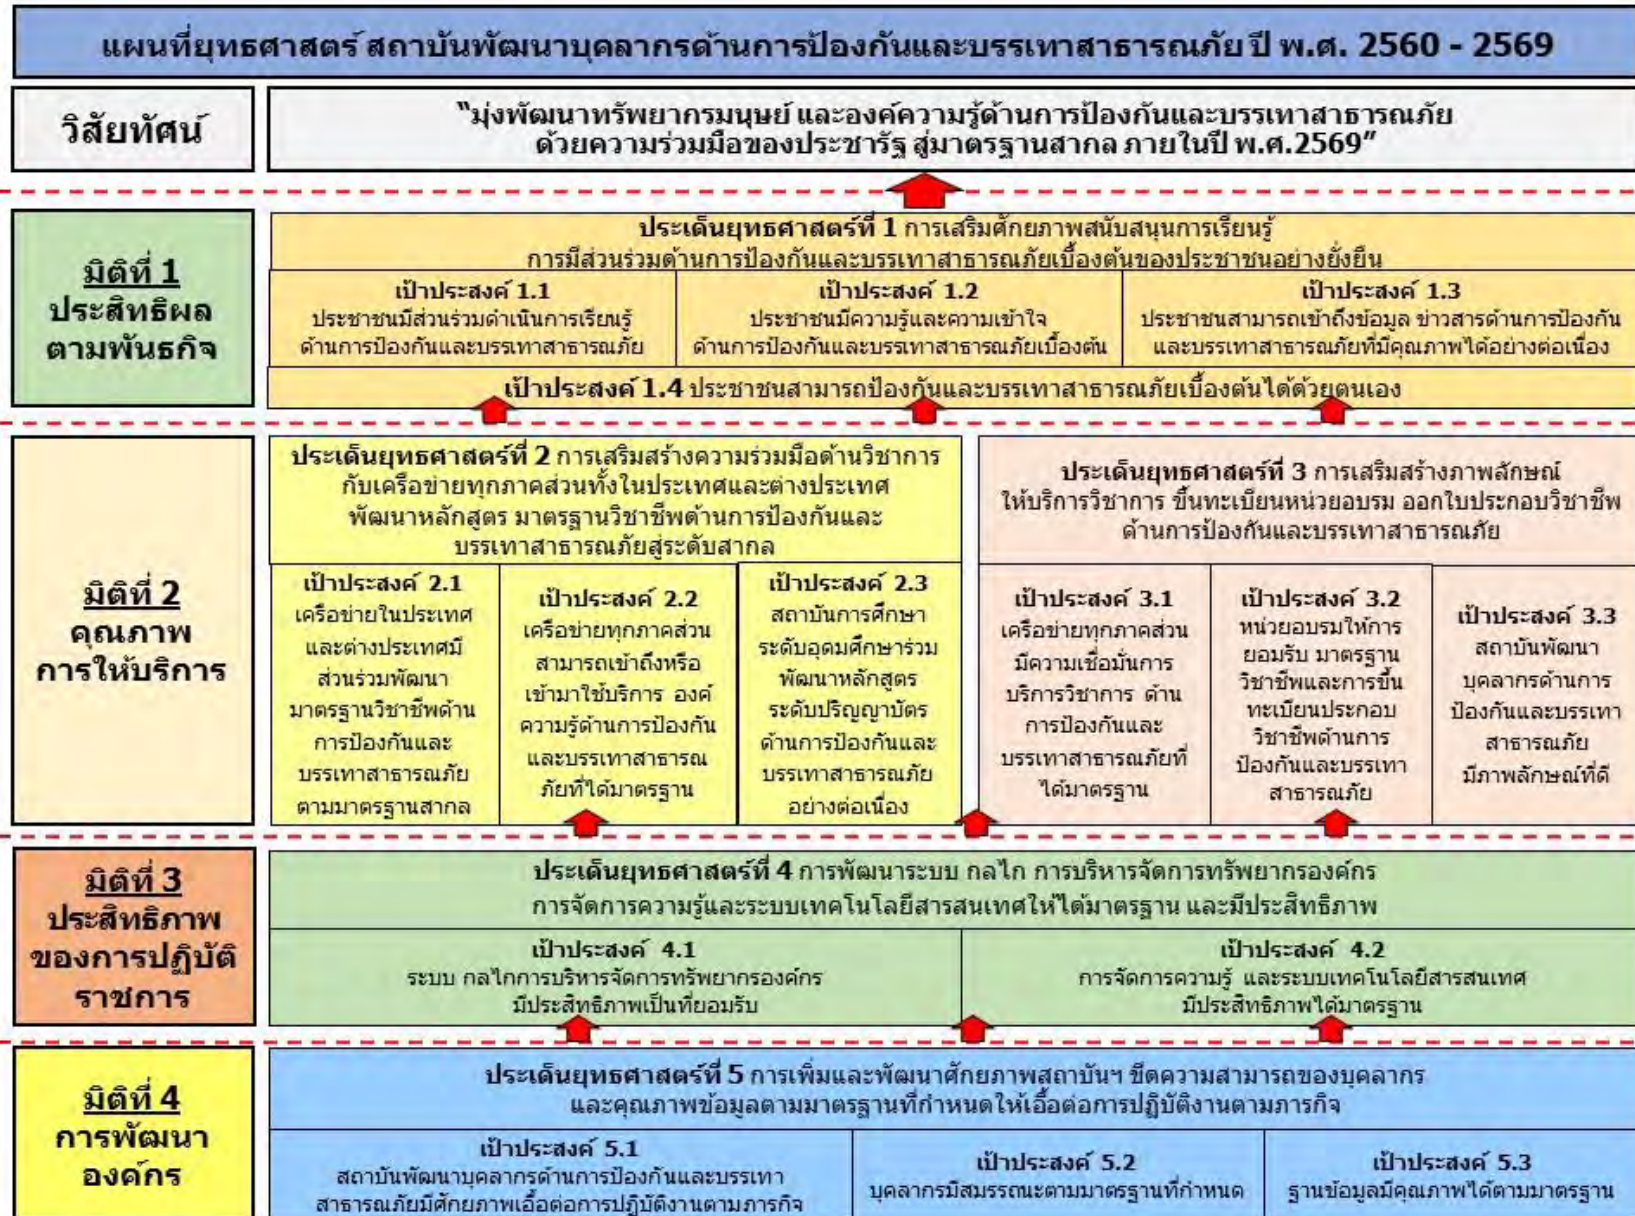 แผนที่ยุทธศาสตร์ สถาบันพัฒนาบุคลากรด้านการป้องกันและบรรเทาสาธารณภัย ปี พ.ศ. 2560 - 2569
วิสัยทัศน์
“มุ่งพัฒนาทรัพยากรมนุษย์ และองค์ความรู้ด้านการป้องกันและบรรเทาสาธารณภัย
ด้วยความร่วมมือของประชารัฐ สู่มาตรฐานสากล ภายในปี พ.ศ.2569”
มิติที่ 1
ประสิทธิผล
ตามพันธกิจ
ประเด็นยุทธศาสตร์ที่ 1 การเสริมศักยภาพสนับสนุนการเรียนรู้
การมีส่วนร่วมด้านการป้องกันและบรรเทาสาธารณภัยเบื้องต้นของประชาชนอย่างยั่งยืน
เป้าประสงค์ 1.1
ประชาชนมีส่วนร่วมดำเนินการเรียนรู้
ด้านการป้องกันและบรรเทาสาธารณภัย
เป้าประสงค์ 1.2
ประชาชนมีความรู้และความเข้าใจ
ด้านการป้องกันและบรรเทาสาธารณภัยเบื้องต้น
เป้าประสงค์ 1.3
ประชาชนสามารถเข้าถึงข้อมูล ข่าวสารด้านการป้องกัน
และบรรเทาสาธารณภัยที่มีคุณภาพได้อย่างต่อเนื่อง
เป้าประสงค์ 1.4 ประชาชนสามารถป้องกันและบรรเทาสาธารณภัยเบื้องต้นได้ด้วยตนเอง
มิติที่ 2
คุณภาพ
การให้บริการ
ประเด็นยุทธศาสตร์ที่ 2 การเสริมสร้างความร่วมมือด้านวิชาการ
กับเครือข่ายทุกภาคส่วนทั้งในประเทศและต่างประเทศ
พัฒนาหลักสูตร มาตรฐานวิชาชีพด้านการป้องกันและ
บรรเทาสาธารณภัยสู่ระดับสากล
เป้าประสงค์ 2.1
เครือข่ายในประเทศ
และต่างประเทศมี
ส่วนร่วมพัฒนา
มาตรฐานวิชาชีพด้าน
การป้องกันและ
บรรเทาสาธารณภัย
ตามมาตรฐานสากล
เป้าประสงค์ 2.2
เครือข่ายทุกภาคส่วน
สามารถเข้าถึงหรือ
เข้ามาใช้บริการ องค์
ความรู้ด้านการป้องกัน
และบรรเทาสาธารณ
ภัยที่ได้มาตรฐาน
เป้าประสงค์ 2.3
สถาบันการศึกษา
ระดับอุดมศึกษาร่วม
พัฒนาหลักสูตร
ระดับปริญญาบัตร
ด้านการป้องกันและ
บรรเทาสาธารณภัย
อย่างต่อเนื่อง
ประเด็นยุทธศาสตร์ที่ 3 การเสริมสร้างภาพลักษณ์
ให้บริการวิชาการ ขึ้นทะเบียนหน่วยอบรม ออกใบประกอบวิชาชีพ
ด้านการป้องกันและบรรเทาสาธารณภัย
เป้าประสงค์ 3.1
เครือข่ายทุกภาคส่วน
มีความเชื่อมั่นการ
บริการวิชาการ ด้าน
การป้องกันและ
บรรเทาสาธารณภัยที่
ได้มาตรฐาน
เป้าประสงค์ 3.2
หน่วยอบรมให้การ
ยอมรับ มาตรฐาน
วิชาชีพและการขึ้น
ทะเบียนประกอบ
วิชาชีพด้านการ
ป้องกันและบรรเทา
สาธารณภัย
เป้าประสงค์ 3.3
สถาบันพัฒนา
บุคลากรด้านการ
ป้องกันและบรรเทา
สาธารณภัย
มีภาพลักษณ์ที่ดี
มิติที่ 3
ประสิทธิภาพ
ของการปฏิบัติ
ราชการ
ประเด็นยุทธศาสตร์ที่ 4 การพัฒนาระบบ กลไก การบริหารจัดการทรัพยากรองค์กร
การจัดการความรู้และระบบเทคโนโลยีสารสนเทศให้ได้มาตรฐาน และมีประสิทธิภาพ
เป้าประสงค์ 4.1
ระบบ กลไกการบริหารจัดการทรัพยากรองค์กร
มีประสิทธิภาพเป็นที่ยอมรับ
เป้าประสงค์ 4.2
การจัดการความรู้ และระบบเทคโนโลยีสารสนเทศ
มีประสิทธิภาพได้มาตรฐาน
มิติที่ 4
การพัฒนา
องค์กร
ประเด็นยุทธศาสตร์ที่ 5 การเพิ่มและพัฒนาศักยภาพสถาบันฯ ขีดความสามารถของบุคลากร
และคุณภาพข้อมูลตามมาตรฐานที่กำหนดให้เอื้อต่อการปฏิบัติงานตามภารกิจ
เป้าประสงค์ 5.1
สถาบันพัฒนาบุคลากรด้านการป้องกันและบรรเทา
สาธารณภัยมีศักยภาพเอื้อต่อการปฏิบัติงานตามภารกิจ
เป้าประสงค์ 5.2
บุคลากรมีสมรรถนะตามมาตรฐานที่กำหนด
เป้าประสงค์ 5.3
ฐานข้อมูลมีคุณภาพได้ตามมาตรฐาน